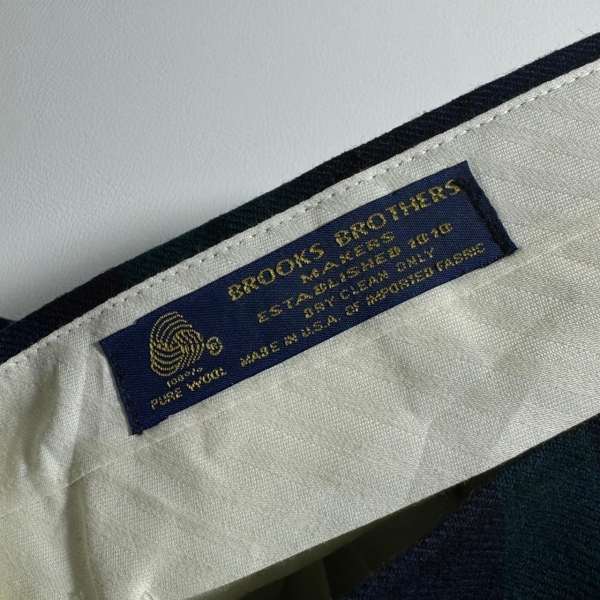 BROOKS BROTHERS
MAKERS
ESTABLISHED 1818
DRY CLEAN ONLY
MADE IN U.S.A. OF IMPORTED FABRIC
®
100%
PURE WOOL